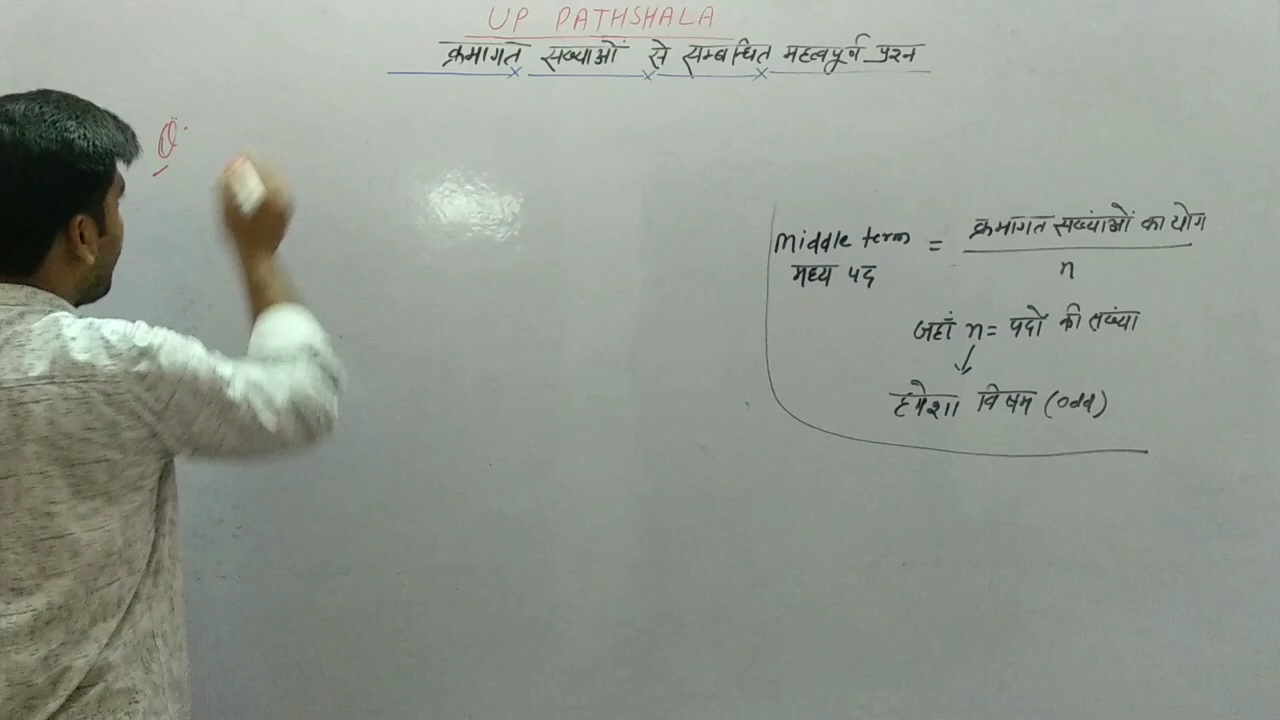 UP PATHSHALA
क्रमागत सख्याओं से सम्बन्धित महत्वपूर्ण प्रश्न
Q.
middle term = क्रमागत सख्यांओं का योग
मध्य पद n
जहाँ n = पदो की सख्या
↓
हमेशा विषम (odd)